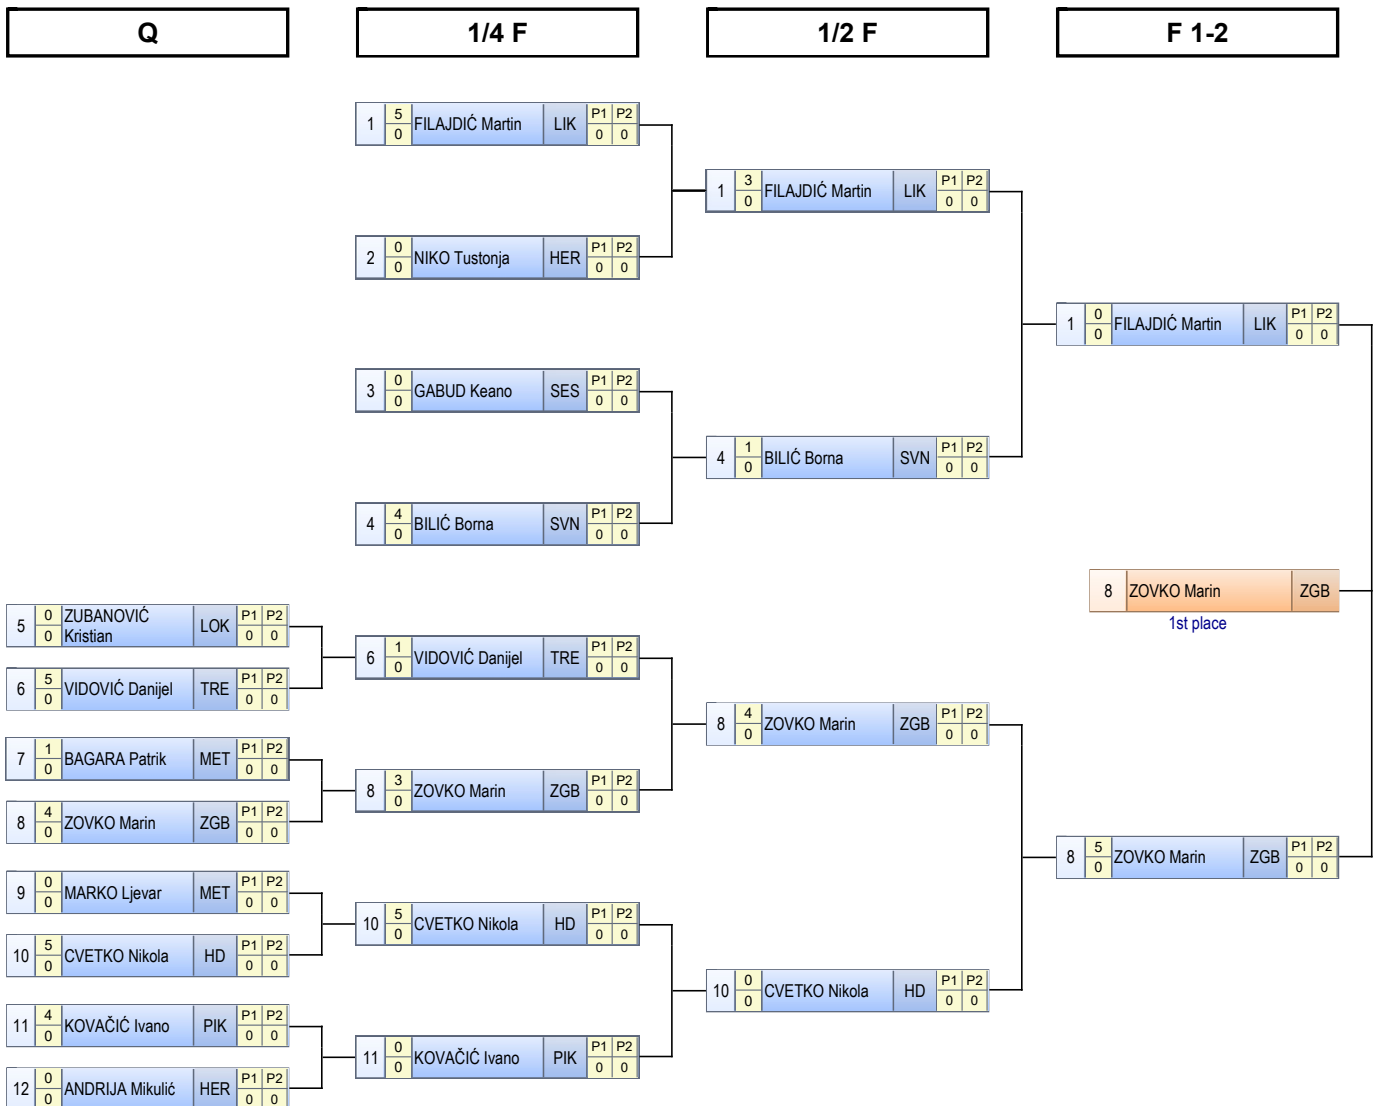 Q 1/4 F 1/2 F F 1-2
1 5 0 FILAJDIĆ Martin LIK P1 P2 0 0
1 3 0 FILAJDIĆ Martin LIK P1 P2 0 0
2 0 0 NIKO Tustonja HER P1 P2 0 0
1 0 0 FILAJDIĆ Martin LIK P1 P2 0 0
3 0 0 GABUD Keano SES P1 P2 0 0
4 1 0 BILIĆ Borna SVN P1 P2 0 0
4 4 0 BILIĆ Borna SVN P1 P2 0 0
8 ZOVKO Marin ZGB
1st place
5 0 0 ZUBANOVIĆ Kristian LOK P1 P2 0 0
6 1 0 VIDOVIĆ Danijel TRE P1 P2 0 0
6 5 0 VIDOVIĆ Danijel TRE P1 P2 0 0
8 4 0 ZOVKO Marin ZGB P1 P2 0 0
7 1 0 BAGARA Patrik MET P1 P2 0 0
8 3 0 ZOVKO Marin ZGB P1 P2 0 0
8 4 0 ZOVKO Marin ZGB P1 P2 0 0
8 5 0 ZOVKO Marin ZGB P1 P2 0 0
9 0 0 MARKO Ljevar MET P1 P2 0 0
10 5 0 CVETKO Nikola HD P1 P2 0 0
10 5 0 CVETKO Nikola HD P1 P2 0 0
10 0 0 CVETKO Nikola HD P1 P2 0 0
11 4 0 KOVAČIĆ Ivano PIK P1 P2 0 0
11 0 0 KOVAČIĆ Ivano PIK P1 P2 0 0
12 0 0 ANDRIJA Mikulić HER P1 P2 0 0